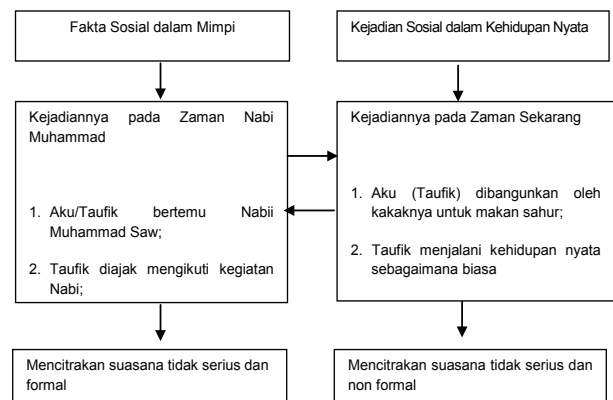 Fakta Sosial dalam Mimpi
Kejadian Sosial dalam Kehidupan Nyata
Kejadiannya pada Zaman Nabi
Muhammad
1. Aku/Taufik bertemu Nabii
Muhammad Saw;
2. Taufik diajak mengikuti kegiatan
Nabi;
Kejadiannya pada Zaman Sekarang
1. Aku (Taufik) dibangunkan oleh
kakaknya untuk makan sahur;
2. Taufik menjalani kehidupan nyata
sebagaimana biasa
Mencitrakan suasana tidak serius dan
formal
Mencitrakan suasana tidak serius dan
non formal